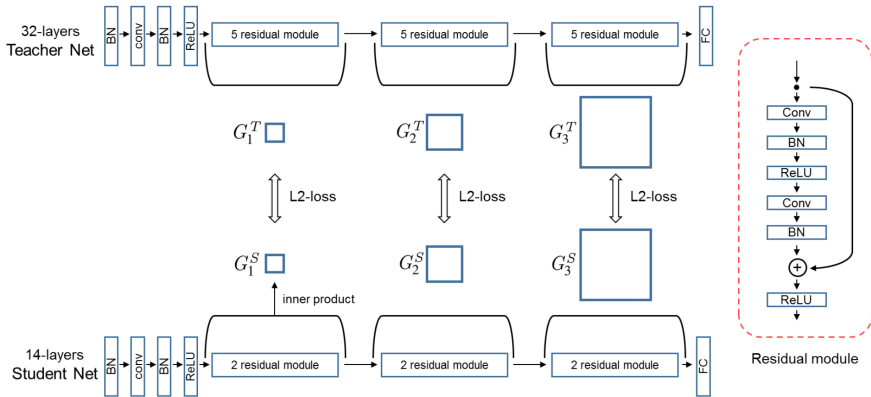 32-layers
Teacher Net
BN
conv
BN
ReLU
5 residual module
5 residual module
5 residual module
FC
G_1^T
G_2^T
G_3^T
L2-loss
L2-loss
L2-loss
G_1^S
G_2^S
G_3^S
inner product
14-layers
Student Net
BN
conv
BN
ReLU
2 residual module
2 residual module
2 residual module
FC
Conv
BN
ReLU
Conv
BN
+
ReLU
Residual module